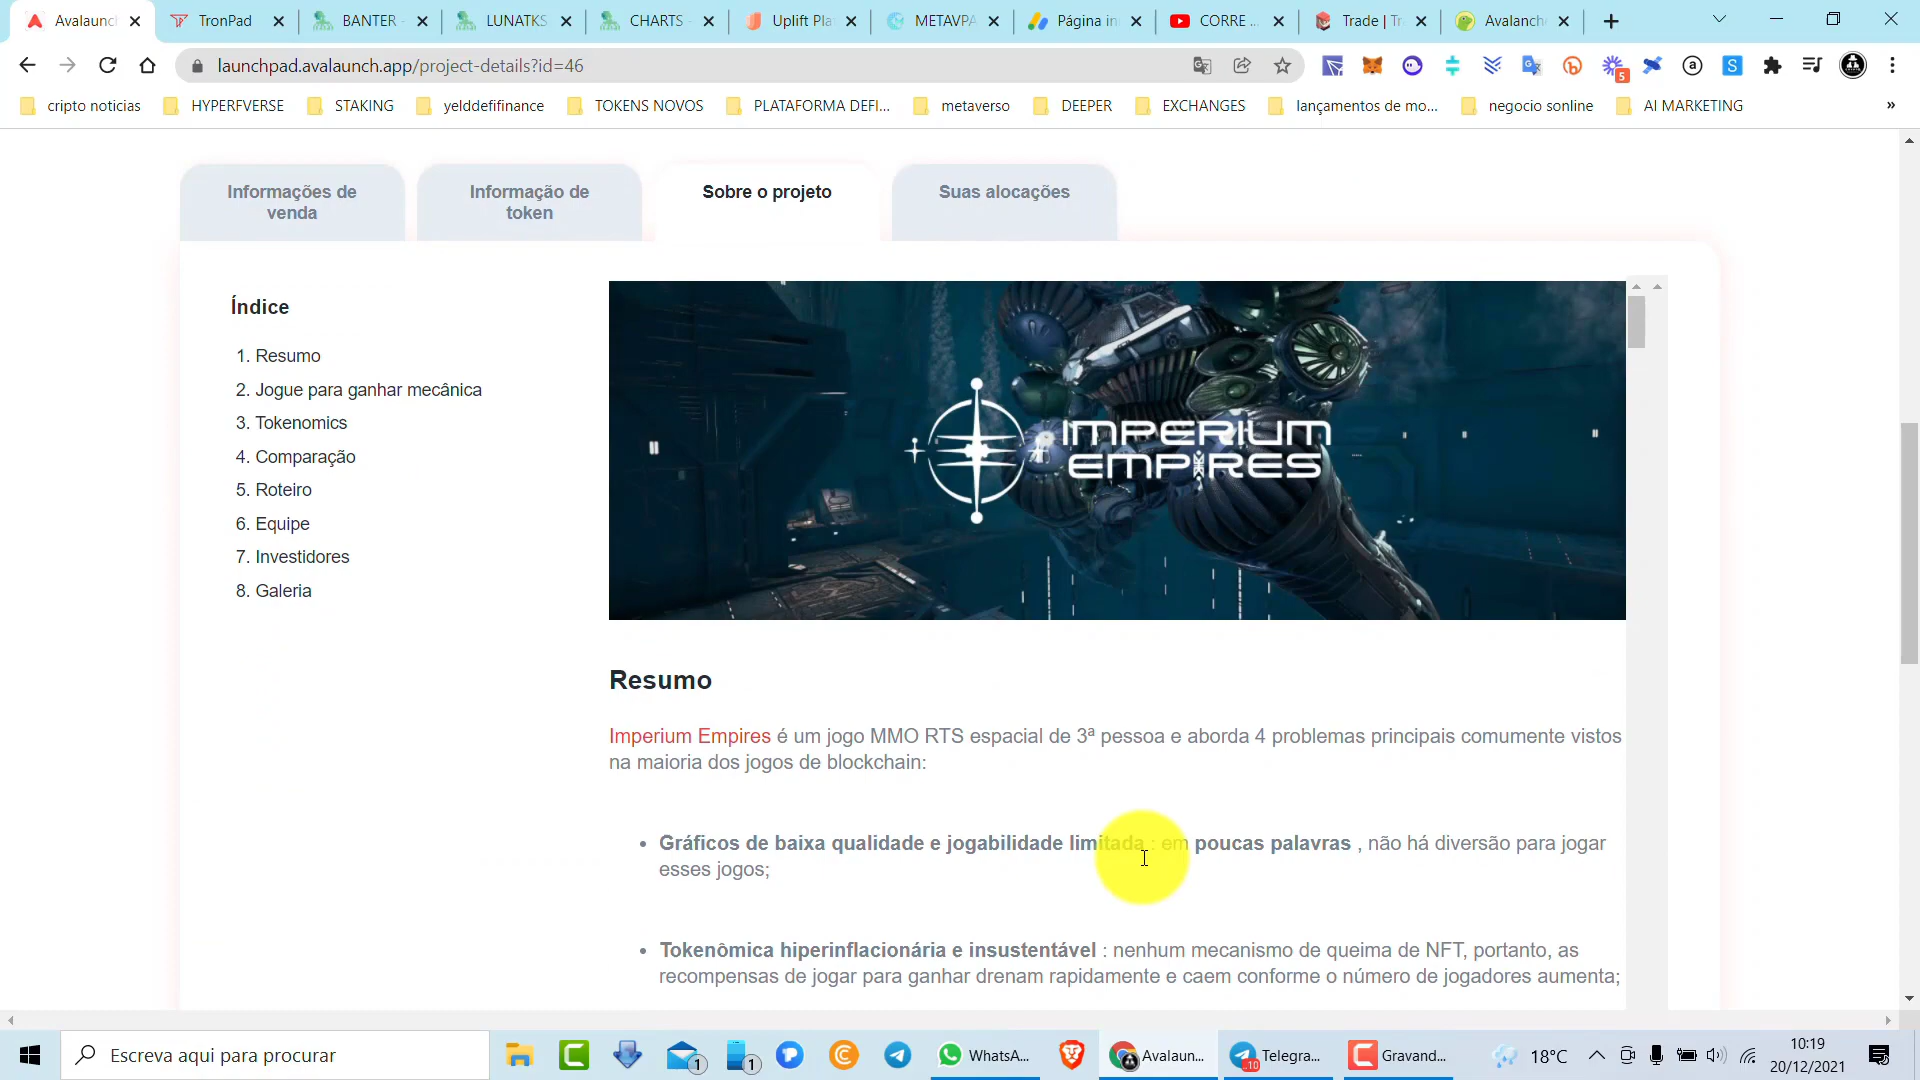 Avalaunc
TronPad
BANTER -
LUNATKS
CHARTS -
Uplift Pla
METAVPA
Página in
CORRE ...
Trade | Tr
Avalanch
launchpad.avalaunch.app/project-details?id=46
5
S
cripto noticias
HYPERFVERSE
STAKING
yelddefifinance
TOKENS NOVOS
PLATAFORMA DEFI...
metaverso
DEEPER
EXCHANGES
lançamentos de mo...
negocio sonline
AI MARKETING
»
Informações de
venda
Informação de
token
Sobre o projeto
Suas alocações
Índice
1. Resumo
2. Jogue para ganhar mecânica
3. Tokenomics
4. Comparação
5. Roteiro
6. Equipe
7. Investidores
8. Galeria
IMPERIUM
EMPIRES
Resumo
Imperium Empires é um jogo MMO RTS espacial de 3ª pessoa e aborda 4 problemas principais comumente vistos
na maioria dos jogos de blockchain:
• Gráficos de baixa qualidade e jogabilidade limitada : em poucas palavras , não há diversão para jogar
esses jogos;
• Tokenômica hiperinflacionária e insustentável : nenhum mecanismo de queima de NFT, portanto, as
recompensas de jogar para ganhar drenam rapidamente e caem conforme o número de jogadores aumenta;
Escreva aqui para procurar
1
1
WhatsA...
Avalaun...
10
Telegra...
Gravand...
18°C
10:19
20/12/2021